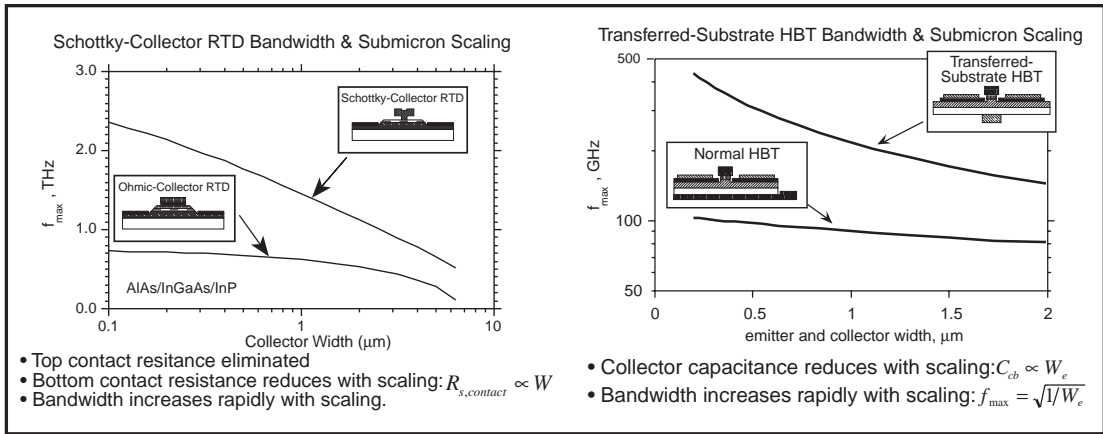 Schottky-Collector RTD Bandwidth & Submicron Scaling
3.0
2.0
1.0
0.0
f_max , THz
Schottky-Collector RTD
Ohmic-Collector RTD
AlAs/InGaAs/InP
0.1
1
10
Collector Width (μm)
• Top contact resitance eliminated
• Bottom contact resistance reduces with scaling: R_s,contact ∝ W
• Bandwidth increases rapidly with scaling.
Transferred-Substrate HBT Bandwidth & Submicron Scaling
500
100
50
f_max , GHz
Transferred-
Substrate HBT
Normal HBT
0
0.5
1
1.5
2
emitter and collector width, μm
• Collector capacitance reduces with scaling: C_cb ∝ W_e
• Bandwidth increases rapidly with scaling: f_max = √1/W_e